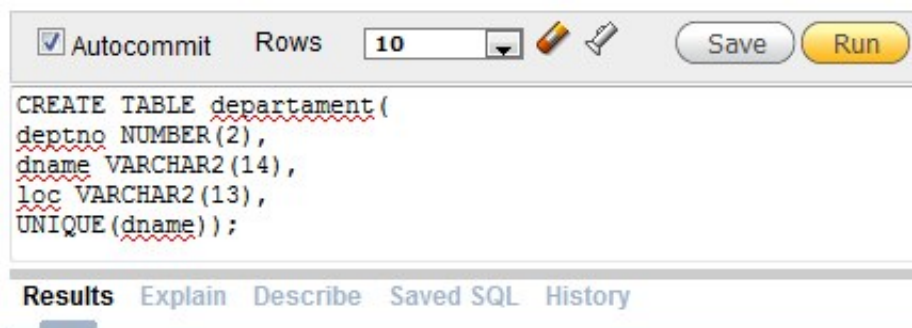 Autocommit Rows 10 Save Run
CREATE TABLE departament(
deptno NUMBER(2),
dname VARCHAR2(14),
loc VARCHAR2(13),
UNIQUE(dname));
Results Explain Describe Saved SQL History